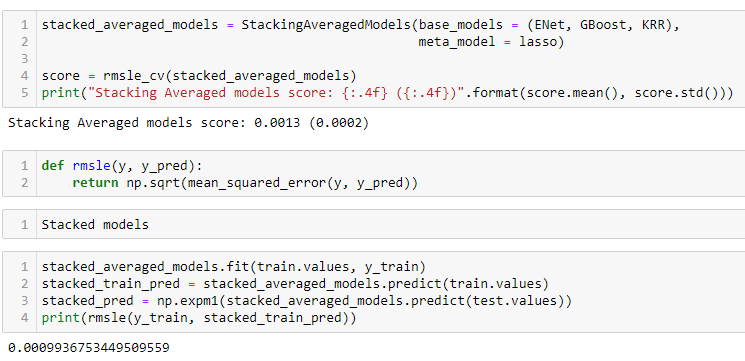 1 stacked_averaged_models = StackingAveragedModels(base_models = (ENet, GBoost, KRR),
2 meta_model = lasso)
3
4 score = rmsle_cv(stacked_averaged_models)
5 print("Stacking Averaged models score: {:.4f} ({:.4f})".format(score.mean(), score.std()))
Stacking Averaged models score: 0.0013 (0.0002)
1 def rmsle(y, y_pred):
2 return np.sqrt(mean_squared_error(y, y_pred))
1 Stacked models
1 stacked_averaged_models.fit(train.values, y_train)
2 stacked_train_pred = stacked_averaged_models.predict(train.values)
3 stacked_pred = np.expm1(stacked_averaged_models.predict(test.values))
4 print(rmsle(y_train, stacked_train_pred))
0.0009936753449509559